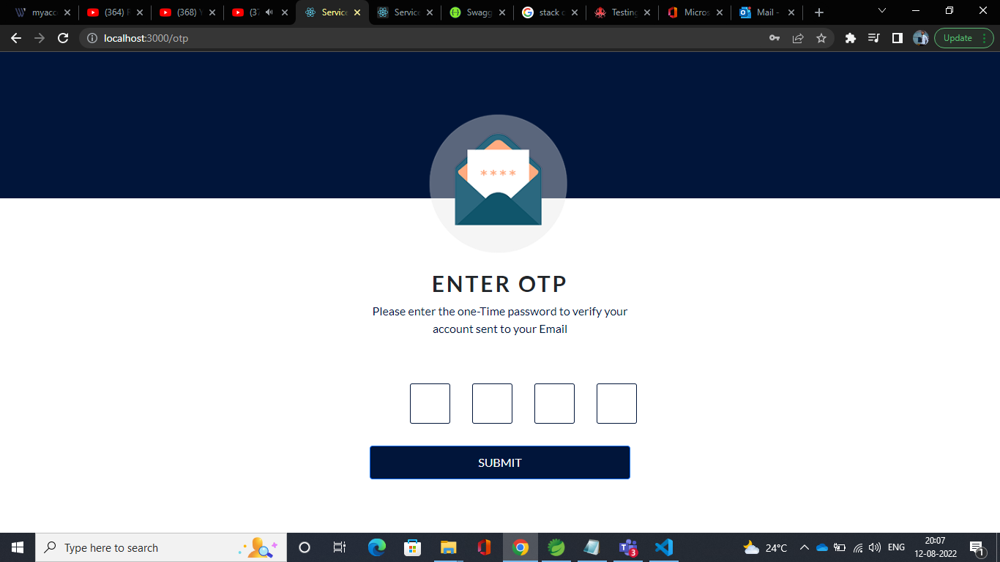 myacc
(364) F
(368) Y
(37
Service
Service
Swagg
stack o
Testing
Micros
Mail -
localhost:3000/otp
Update
****
ENTER OTP
Please enter the one-Time password to verify your
account sent to your Email
SUBMIT
Type here to search
3
24°C
ENG
20:07
12-08-2022
1